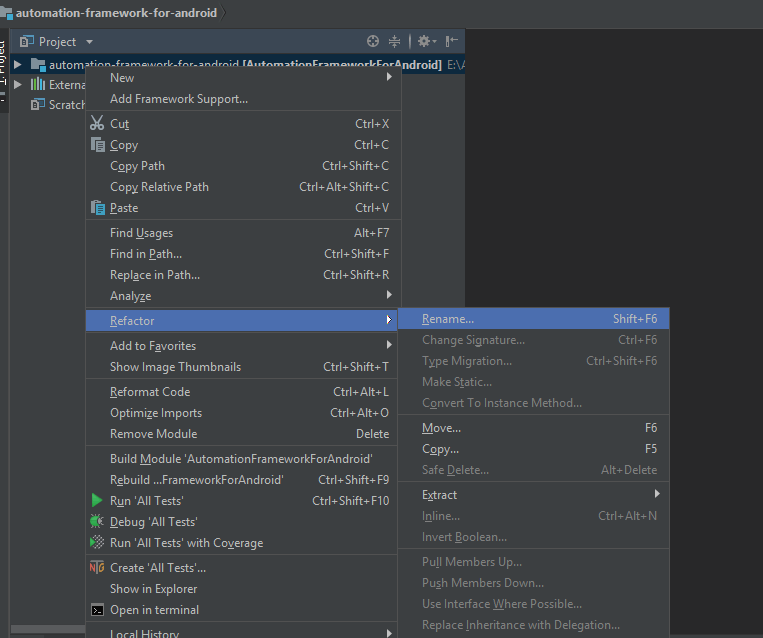 automation-framework-for-android
Project
1: Project
automation-framework-for-android [AutomationFrameworkForAndroid] E:\A
Externa
Scratch
New
Add Framework Support...
Cut Ctrl+X
Copy Ctrl+C
Copy Path Ctrl+Shift+C
Copy Relative Path Ctrl+Alt+Shift+C
Paste Ctrl+V
Find Usages Alt+F7
Find in Path... Ctrl+Shift+F
Replace in Path... Ctrl+Shift+R
Analyze
Refactor
Add to Favorites
Show Image Thumbnails Ctrl+Shift+T
Reformat Code Ctrl+Alt+L
Optimize Imports Ctrl+Alt+O
Remove Module Delete
Build Module 'AutomationFrameworkForAndroid'
Rebuild ...FrameworkForAndroid' Ctrl+Shift+F9
Run 'All Tests' Ctrl+Shift+F10
Debug 'All Tests'
Run 'All Tests' with Coverage
Create 'All Tests'...
Show in Explorer
Open in terminal
Local History
Rename... Shift+F6
Change Signature... Ctrl+F6
Type Migration... Ctrl+Shift+F6
Make Static...
Convert To Instance Method...
Move... F6
Copy... F5
Safe Delete... Alt+Delete
Extract
Inline... Ctrl+Alt+N
Invert Boolean...
Pull Members Up...
Push Members Down...
Use Interface Where Possible...
Replace Inheritance with Delegation...